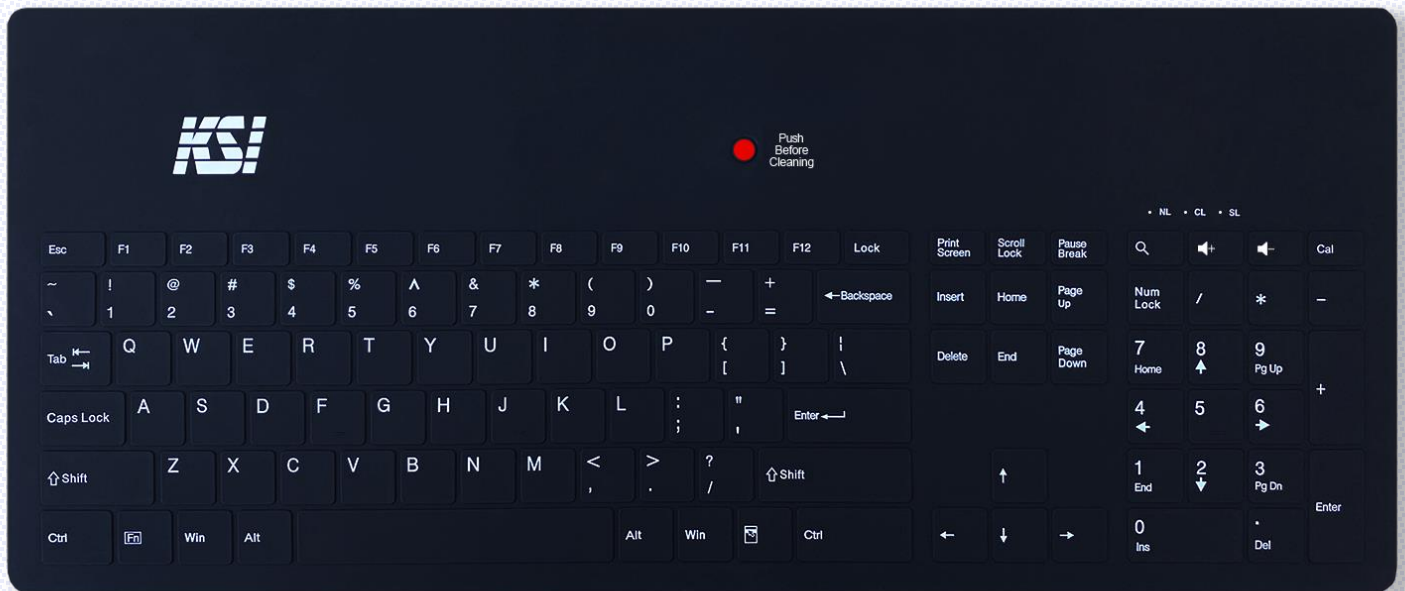 KSI
Push
Before
Cleaning
NL CL SL
Esc F1 F2 F3 F4 F5 F6 F7 F8 F9 F10 F11 F12 Lock Print Screen Scroll Lock Pause Break + - Cal
~ ! @ # $ % ^ & * ( ) — +
` 1 2 3 4 5 6 7 8 9 0 - = ←Backspace Insert Home Page Up Num Lock / * –
Tab Q W E R T Y U I O P { } ¦
[ ] \ Delete End Page Down 7 Home 8 ↑ 9 Pg Up +
Caps Lock A S D F G H J K L : "
; ' Enter 4 ← 5 6 →
⇧ Shift Z X C V B N M < > ?
, . / ⇧ Shift ↑ 1 End 2 ↓ 3 Pg Dn Enter
Ctrl Fn Win Alt Alt Win Ctrl ← ↓ → 0 Ins . Del